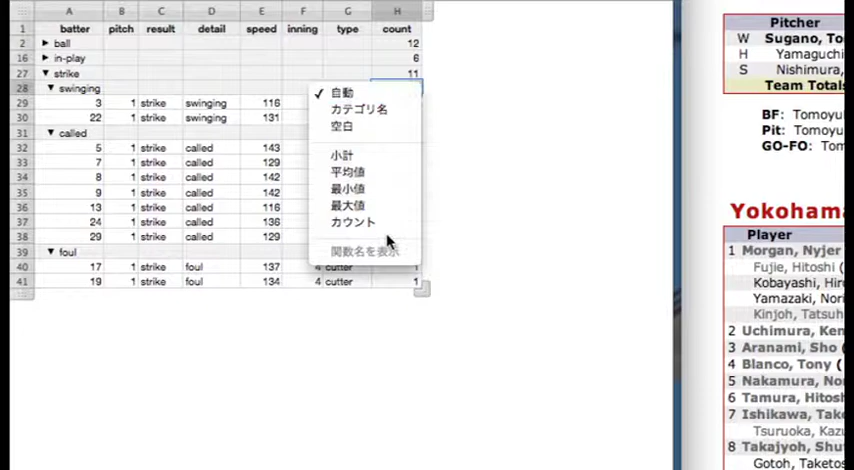 A B C D E F G H
1 batter pitch result detail speed inning type count
2 ▶ ball 12
16 ▶ in-play 6
27 ▼ strike 11
28 ▼ swinging
29 3 1 strike swinging 116
30 22 1 strike swinging 131
31 ▼ called
32 5 1 strike called 143
33 7 1 strike called 129
34 8 1 strike called 142
35 9 1 strike called 142
36 13 1 strike called 116
37 24 1 strike called 136
38 29 1 strike called 129
39 ▼ foul
40 17 1 strike foul 137 4 cutter 1
41 19 1 strike foul 134 4 cutter 1
✓ 自動
カテゴリ名
空白
小計
平均値
最小値
最大値
カウント
関数名を表示
Pitcher
W Sugano, To
H Yamaguch
S Nishimura,
Team Totals
BF: Tomoyu
Pit: Tomoyu
GO-FO: Tomoyu
Yokohama
Player
1 Morgan, Nyjer
Fujie, Hitoshi (
Kobayashi, Hir
Yamazaki, Nori
Kinjoh, Tatsuh
2 Uchimura, Ken
3 Aranami, Sho (
4 Blanco, Tony (
5 Nakamura, No
6 Tamura, Hitosh
7 Ishikawa, Take
Tsuruoka, Kazu
8 Takajyoh, Shu
Gotoh, Taketos